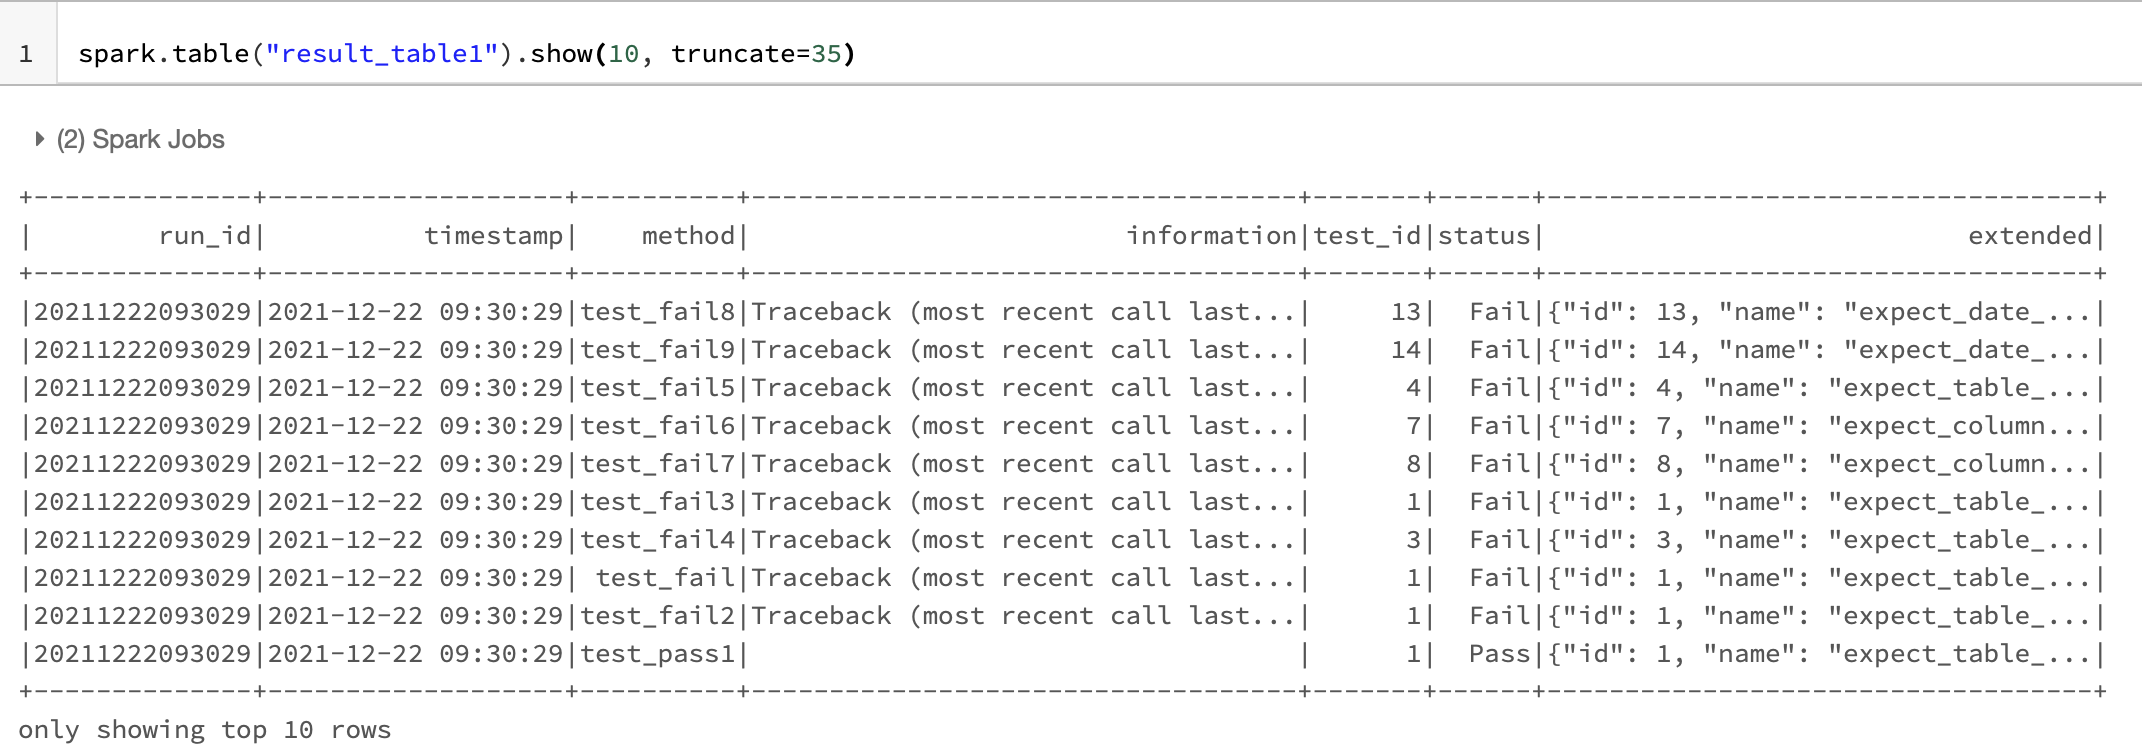 1 spark.table("result_table1").show(10, truncate=35)
(2) Spark Jobs
+--------------+-------------------+----------+-----------------------------------+-------+------+-----------------------------------+
|        run_id|          timestamp|    method|                        information|test_id|status|                           extended|
+--------------+-------------------+----------+-----------------------------------+-------+------+-----------------------------------+
|20211222093029|2021-12-22 09:30:29|test_fail8|Traceback (most recent call last...|     13|  Fail|{"id": 13, "name": "expect_date_...|
|20211222093029|2021-12-22 09:30:29|test_fail9|Traceback (most recent call last...|     14|  Fail|{"id": 14, "name": "expect_date_...|
|20211222093029|2021-12-22 09:30:29|test_fail5|Traceback (most recent call last...|      4|  Fail|{"id": 4, "name": "expect_table_...|
|20211222093029|2021-12-22 09:30:29|test_fail6|Traceback (most recent call last...|      7|  Fail|{"id": 7, "name": "expect_column...|
|20211222093029|2021-12-22 09:30:29|test_fail7|Traceback (most recent call last...|      8|  Fail|{"id": 8, "name": "expect_column...|
|20211222093029|2021-12-22 09:30:29|test_fail3|Traceback (most recent call last...|      1|  Fail|{"id": 1, "name": "expect_table_...|
|20211222093029|2021-12-22 09:30:29|test_fail4|Traceback (most recent call last...|      3|  Fail|{"id": 3, "name": "expect_table_...|
|20211222093029|2021-12-22 09:30:29| test_fail|Traceback (most recent call last...|      1|  Fail|{"id": 1, "name": "expect_table_...|
|20211222093029|2021-12-22 09:30:29|test_fail2|Traceback (most recent call last...|      1|  Fail|{"id": 1, "name": "expect_table_...|
|20211222093029|2021-12-22 09:30:29|test_pass1|                                   |      1|  Pass|{"id": 1, "name": "expect_table_...|
+--------------+-------------------+----------+-----------------------------------+-------+------+-----------------------------------+
only showing top 10 rows